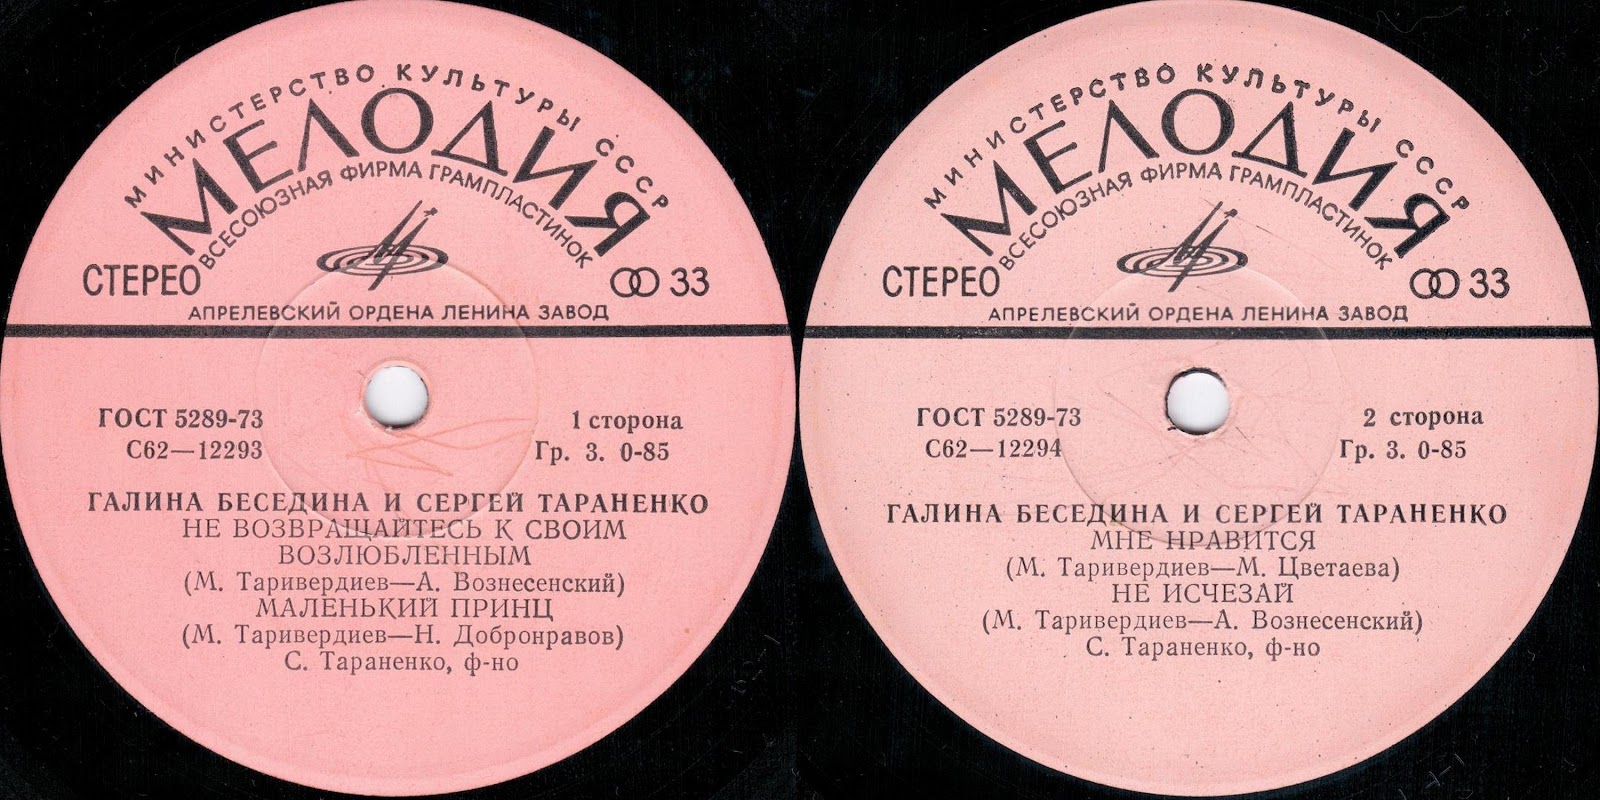 МИНИСТЕРСТВО КУЛЬТУРЫ СССР
МЕЛОДИЯ
ВСЕСОЮЗНАЯ ФИРМА ГРАМПЛАСТИНОК
СТЕРЕО 33
АПРЕЛЕВСКИЙ ОРДЕНА ЛЕНИНА ЗАВОД
ГОСТ 5289-73 1 сторона
С62—12293 Гр. 3. 0-85
ГАЛИНА БЕСЕДИНА И СЕРГЕЙ ТАРАНЕНКО
НЕ ВОЗВРАЩАЙТЕСЬ К СВОИМ
ВОЗЛЮБЛЕННЫМ
(М. Таривердиев—А. Вознесенский)
МАЛЕНЬКИЙ ПРИНЦ
(М. Таривердиев—Н. Добронравов)
С. Тараненко, ф-но
МИНИСТЕРСТВО КУЛЬТУРЫ СССР
МЕЛОДИЯ
ВСЕСОЮЗНАЯ ФИРМА ГРАМПЛАСТИНОК
СТЕРЕО 33
АПРЕЛЕВСКИЙ ОРДЕНА ЛЕНИНА ЗАВОД
ГОСТ 5289-73 2 сторона
С62—12294 Гр. 3. 0-85
ГАЛИНА БЕСЕДИНА И СЕРГЕЙ ТАРАНЕНКО
МНЕ НРАВИТСЯ
(М. Таривердиев—М. Цветаева)
НЕ ИСЧЕЗАЙ
(М. Таривердиев—А. Вознесенский)
С. Тараненко, ф-но